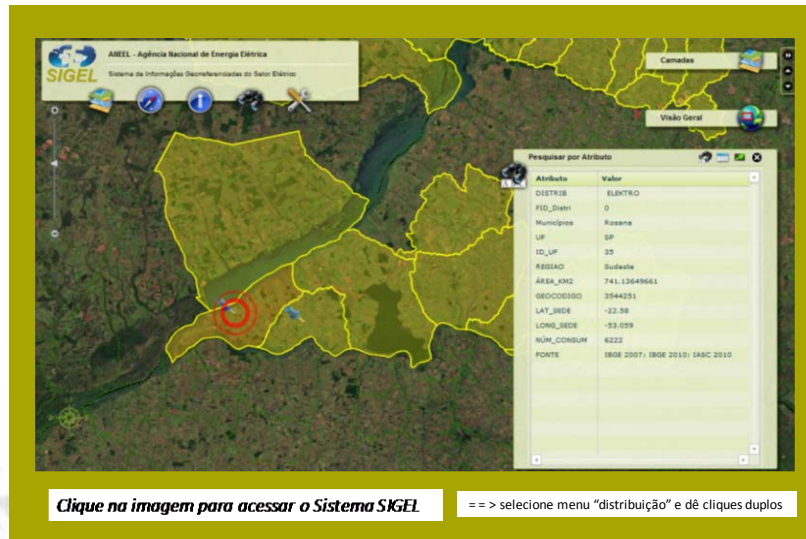 SIGEL
ANEEL - Agência Nacional de Energia Elétrica
Sistema de Informações Georeferenciadas do Setor Elétrico
Camadas
Visão Geral
Pesquisar por Atributo
Atributo Valor
DISTRIB ELEKTRO
FID_Distri 0
Municípios Rosana
UF SP
ID_UF 35
REGIAO Sudeste
ÁREA_KM2 741.13649661
GEOCODIGO 3544251
LAT_SEDE -22.58
LONG_SEDE -53.059
NÚM_CONSUM 6222
FONTE IBGE 2007; IBGE 2010; IASC 2010
Clique na imagem para acessar o Sistema SIGEL
= = > selecione menu “distribuição” e dê cliques duplos